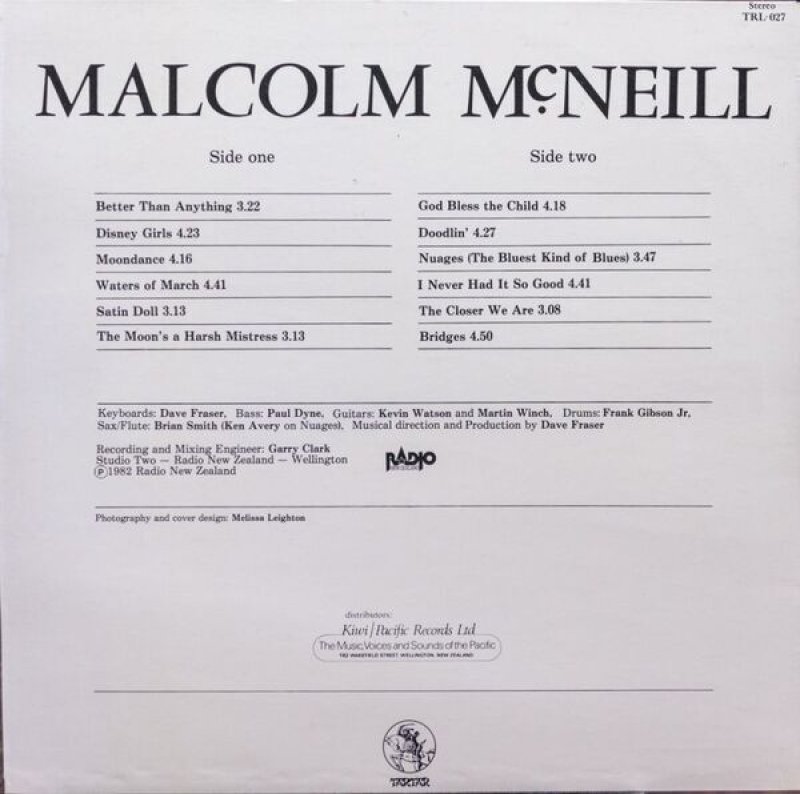 Stereo
TRL-027
MALCOLM McNEILL
Side one
Better Than Anything 3.22
Disney Girls 4.23
Moondance 4.16
Waters of March 4.41
Satin Doll 3.13
The Moon's a Harsh Mistress 3.13
Side two
God Bless the Child 4.18
Doodlin' 4.27
Nuages (The Bluest Kind of Blues) 3.47
I Never Had It So Good 4.41
The Closer We Are 3.08
Bridges 4.50
Keyboards: Dave Fraser, Bass: Paul Dyne, Guitars: Kevin Watson and Martin Winch, Drums: Frank Gibson Jr,
Sax/Flute: Brian Smith (Ken Avery on Nuages). Musical direction and Production by Dave Fraser
Recording and Mixing Engineer: Garry Clark
Studio Two — Radio New Zealand — Wellington
℗1982 Radio New Zealand
RADIO
Photography and cover design: Melissa Leighton
distributors:
Kiwi/Pacific Records Ltd
The Music, Voices and Sounds of the Pacific
182 WAKEFIELD STREET, WELLINGTON, NEW ZEALAND
TARTAR